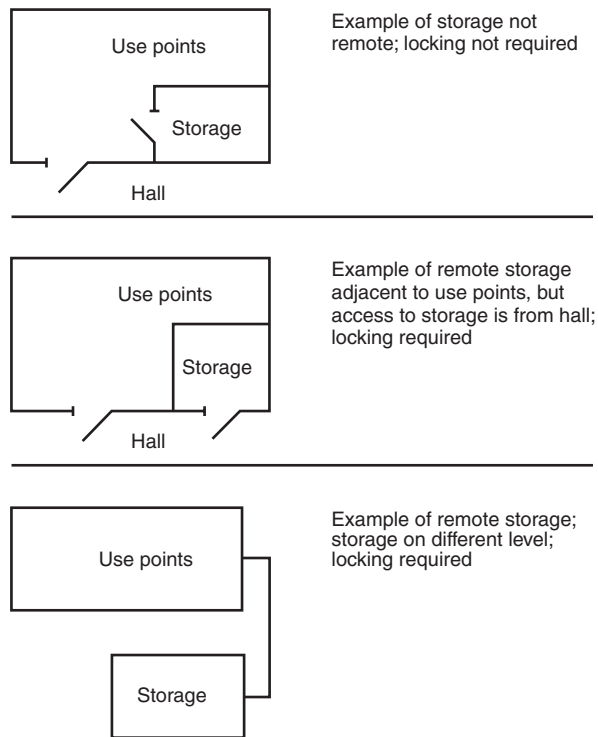 Use points
Storage
Hall
Example of storage not
remote; locking not required
Use points
Storage
Hall
Example of remote storage
adjacent to use points, but
access to storage is from hall;
locking required
Use points
Storage
Example of remote storage;
storage on different level;
locking required